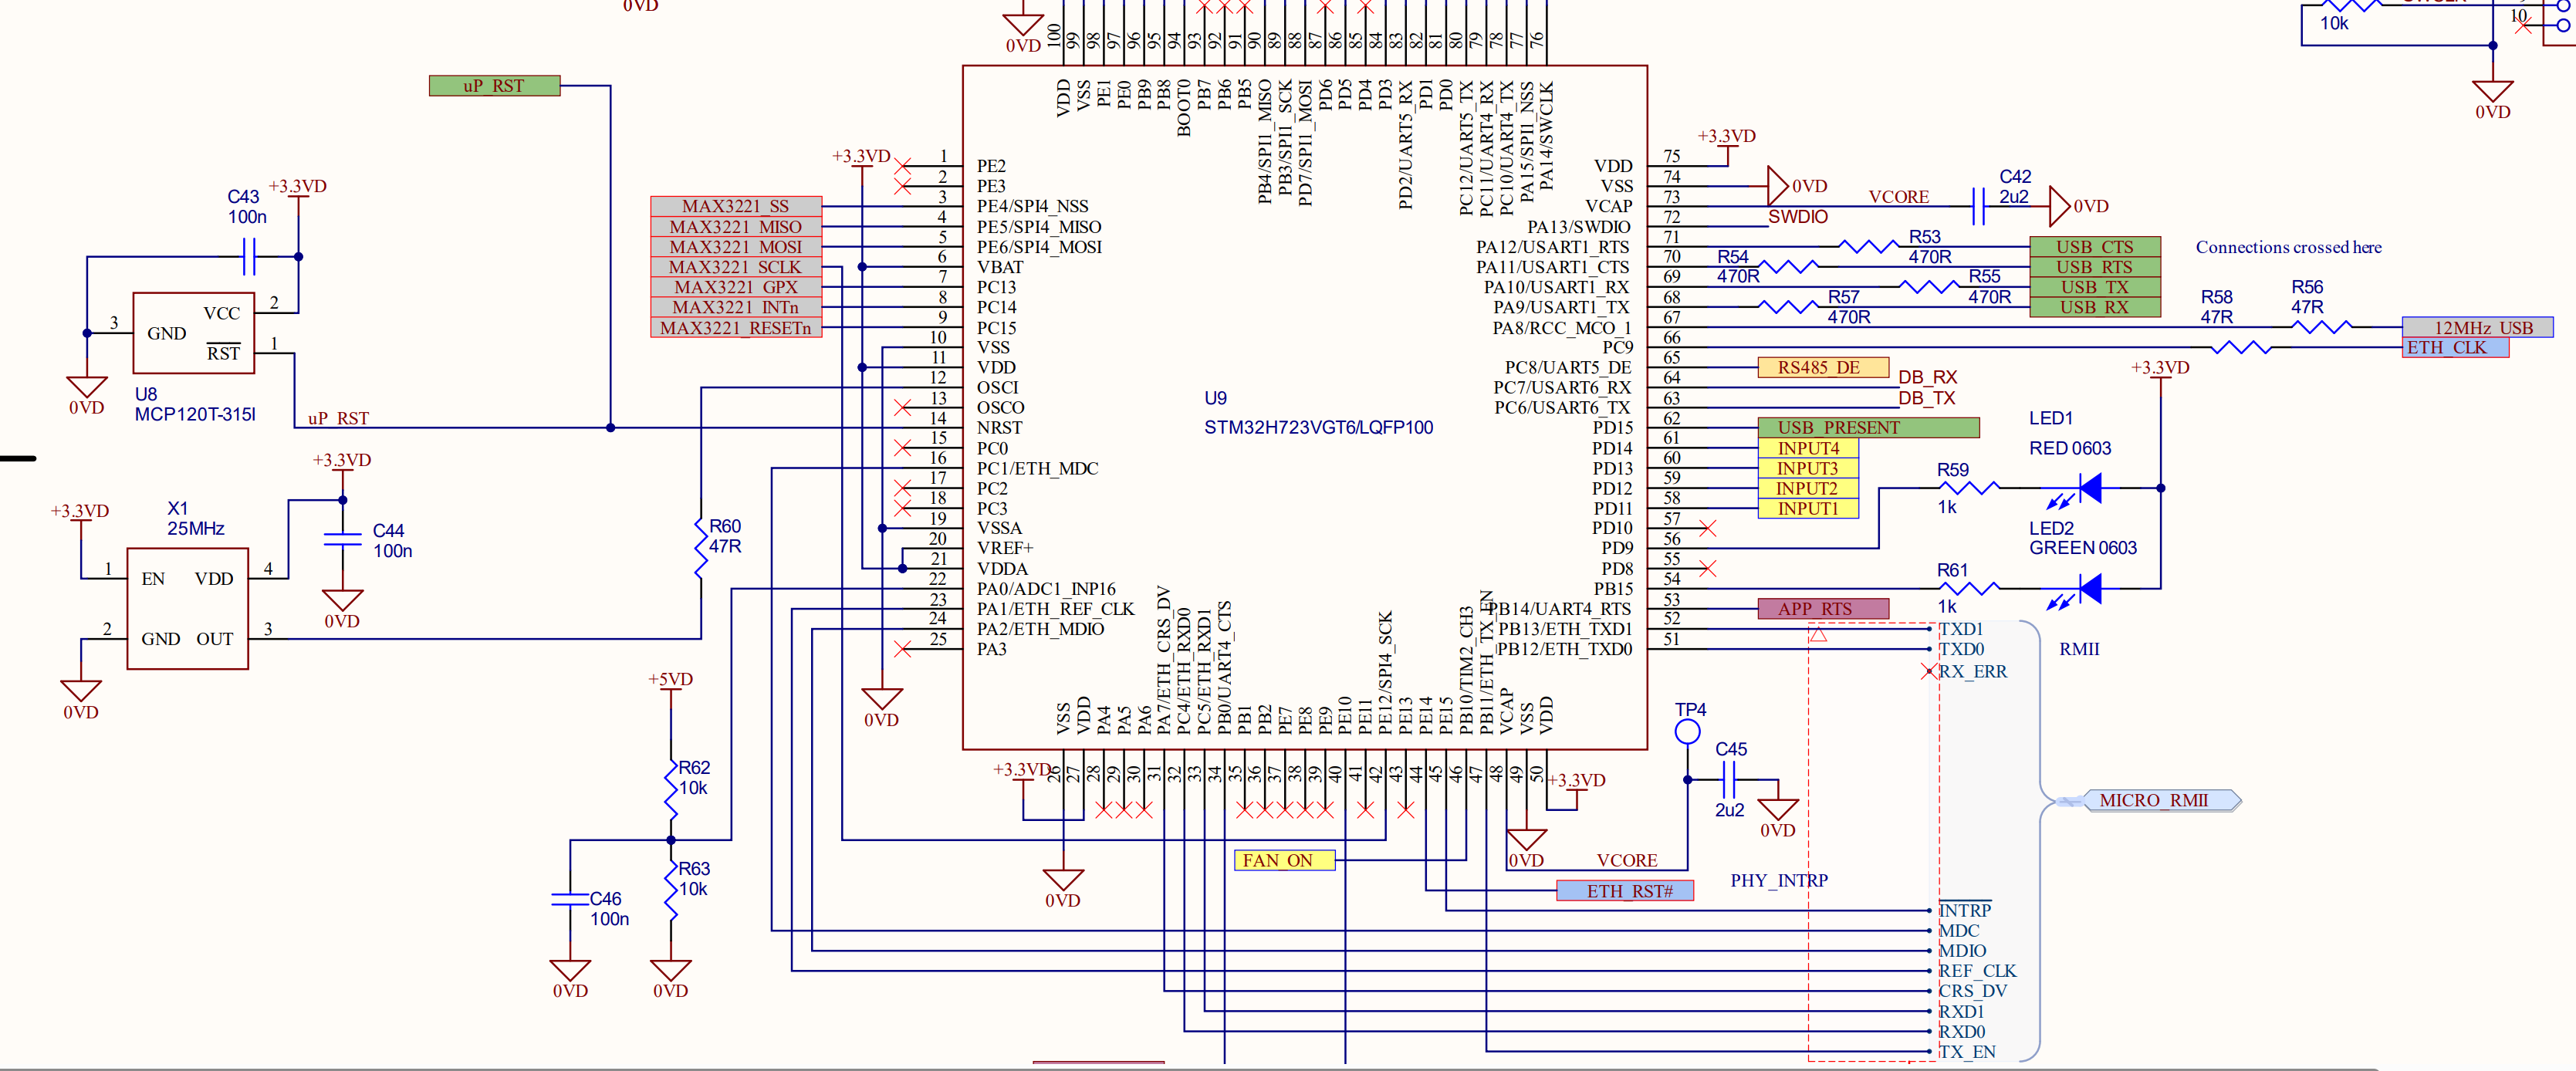 0VD
0VD
100
99
98
97
96
95
94
93
92
91
90
89
88
87
86
85
84
83
82
81
80
79
78
77
76
10k
10
0VD
uP_RST
VDD
VSS
PE1
PE0
PB9
PB8
BOOT0
PB7
PB6
PB5
PB4/SPI1_MISO
PB3/SPI1_SCK
PD7/SPI1_MOSI
PD6
PD5
PD4
PD3
PD2/UART5_RX
PD1
PD0
PC12/UART5_TX
PC11/UART4_RX
PC10/UART4_TX
PA15/SPI1_NSS
PA14/SWCLK
+3.3VD
1 PE2
2 PE3
3 PE4/SPI4_NSS
4 PE5/SPI4_MISO
5 PE6/SPI4_MOSI
6 VBAT
7 PC13
8 PC14
9 PC15
10 VSS
11 VDD
12 OSCI
13 OSCO
14 NRST
15 PC0
16 PC1/ETH_MDC
17 PC2
18 PC3
19 VSSA
20 VREF+
21 VDDA
22 PA0/ADC1_INP16
23 PA1/ETH_REF_CLK
24 PA2/ETH_MDIO
25 PA3
MAX3221_SS
MAX3221_MISO
MAX3221_MOSI
MAX3221_SCLK
MAX3221_GPX
MAX3221_INTn
MAX3221_RESETn
C43
100n
+3.3VD
VCC 2
3 GND
RST 1
U8
MCP120T-315I
0VD
uP_RST
+3.3VD
+3.3VD
X1
25MHz
C44
100n
0VD
1 EN VDD 4
2 GND OUT 3
0VD
R60
47R
U9
STM32H723VGT6/LQFP100
0VD
+3.3VD
VDD 75
VSS 74
VCAP 73
PA13/SWDIO 72
PA12/USART1_RTS 71
PA11/USART1_CTS 70
PA10/USART1_RX 69
PA9/USART1_TX 68
PA8/RCC_MCO_1 67
PC9 66
PC8/UART5_DE 65
PC7/USART6_RX 64
PC6/USART6_TX 63
PD15 62
PD14 61
PD13 60
PD12 59
PD11 58
PD10 57
PD9 56
PD8 55
PB15 54
PB14/UART4_RTS 53
PB13/ETH_TXD1 52
PB12/ETH_TXD0 51
0VD
VCORE
C42
2u2
0VD
SWDIO
R53
470R
R54
470R
R55
470R
R57
470R
USB_CTS
USB_RTS
USB_TX
USB_RX
Connections crossed here
R58
47R
R56
47R
12MHz_USB
ETH_CLK
RS485_DE
DB_RX
DB_TX
USB_PRESENT
INPUT4
INPUT3
INPUT2
INPUT1
+3.3VD
LED1
RED 0603
R59
1k
LED2
GREEN 0603
R61
1k
APP_RTS
TXD1
TXD0
RX_ERR
RMII
VSS
VDD
PA4
PA5
PA6
PA7/ETH_CRS_DV
PC4/ETH_RXD0
PC5/ETH_RXD1
PB0/UART4_CTS
PB1
PB2
PE7
PE8
PE9
PE10
PE11
PE12/SPI4_SCK
PE13
PE14
PE15
PB10/TIM2_CH3
PB11/ETH_TX_EN
VCAP
VSS
VDD
+3.3VD
26
27
28
29
30
31
32
33
34
35
36
37
38
39
40
41
42
43
44
45
46
47
48
49
50
+3.3VD
0VD
+5VD
R62
10k
R63
10k
C46
100n
0VD
0VD
TP4
C45
2u2
0VD
0VD
VCORE
FAN_ON
ETH_RST#
PHY_INTRP
MICRO_RMII
INTRP
MDC
MDIO
REF_CLK
CRS_DV
RXD1
RXD0
TX_EN